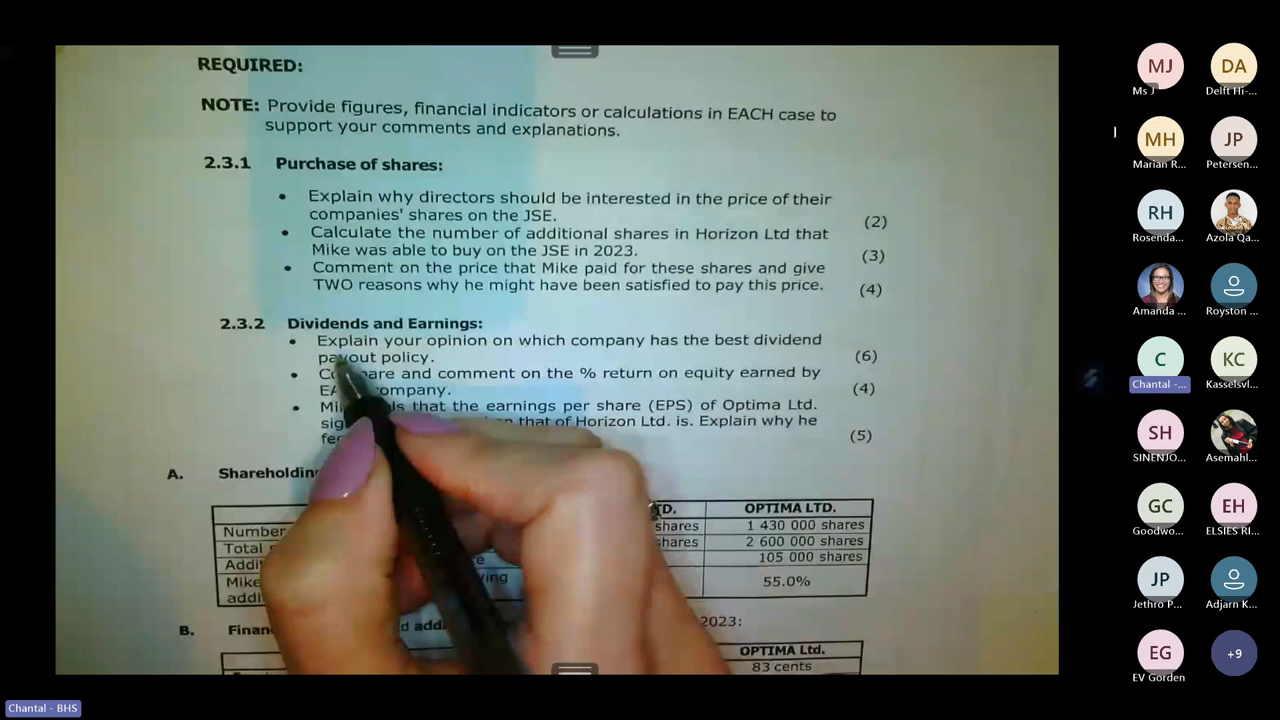 REQUIRED:
NOTE: Provide figures, financial indicators or calculations in EACH case to
support your comments and explanations.
2.3.1 Purchase of shares:
• Explain why directors should be interested in the price of their
companies' shares on the JSE. (2)
• Calculate the number of additional shares in Horizon Ltd that
Mike was able to buy on the JSE in 2023. (3)
• Comment on the price that Mike paid for these shares and give
TWO reasons why he might have been satisfied to pay this price. (4)
2.3.2 Dividends and Earnings:
• Explain your opinion on which company has the best dividend
payout policy. (6)
• and comment on the % return on equity earned by
company. (4)
• that the earnings per share (EPS) of Optima Ltd.
that of Horizon Ltd. is. Explain why he
(5)
A. Shareholding
OPTIMA LTD.
Number shares 1 430 000 shares
Total shares 2 600 000 shares
105 000 shares
Mike 55.0%
B. 2023:
OPTIMA Ltd.
83 cents
MJ
Ms J
DA
Delft Hi-...
MH
Marian R...
JP
Petersen...
RH
Rosenda...
Azola Qa...
Amanda ...
Royston ...
C
Chantal -...
KC
Kasselsvl...
SH
SINENJO...
Asemahl...
GC
Goodwo...
EH
ELSIES RI...
JP
Jethro P...
Adjarn K...
EG
EV Gorden
+9
Chantal - BHS